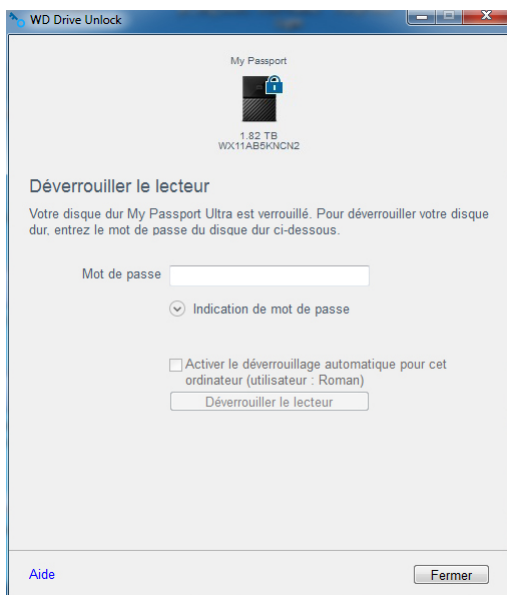 WD Drive Unlock
My Passport
1.82 TB
WX11AB5KNCN2
Déverrouiller le lecteur
Votre disque dur My Passport Ultra est verrouillé. Pour déverrouiller votre disque
dur, entrez le mot de passe du disque dur ci-dessous.
Mot de passe
Indication de mot de passe
Activer le déverrouillage automatique pour cet
ordinateur (utilisateur : Roman)
Déverrouiller le lecteur
Aide
Fermer